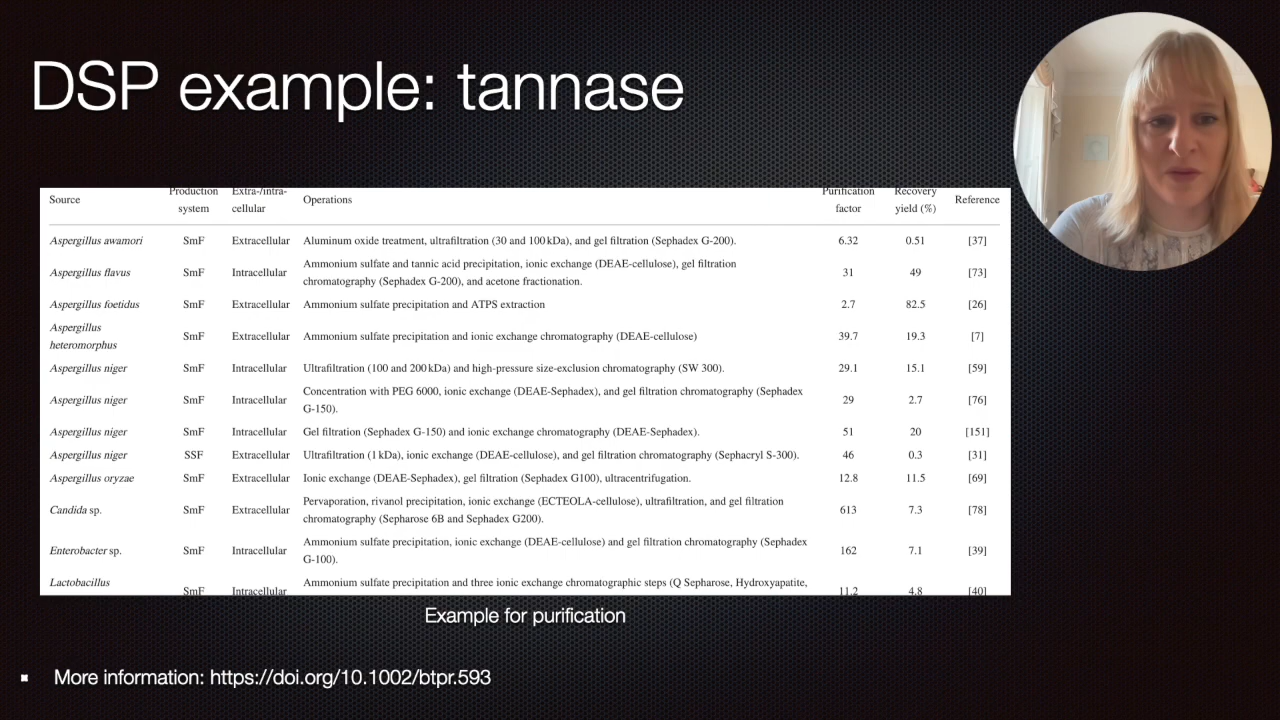 DSP example: tannase
Source Production system Extra-/intra-cellular Operations Purification factor Recovery yield (%) Reference
Aspergillus awamori SmF Extracellular Aluminum oxide treatment, ultrafiltration (30 and 100 kDa), and gel filtration (Sephadex G-200). 6.32 0.51 [37]
Aspergillus flavus SmF Intracellular Ammonium sulfate and tannic acid precipitation, ionic exchange (DEAE-cellulose), gel filtration chromatography (Sephadex G-200), and acetone fractionation. 31 49 [73]
Aspergillus foetidus SmF Extracellular Ammonium sulfate precipitation and ATPS extraction 2.7 82.5 [26]
Aspergillus heteromorphus SmF Extracellular Ammonium sulfate precipitation and ionic exchange chromatography (DEAE-cellulose) 39.7 19.3 [7]
Aspergillus niger SmF Intracellular Ultrafiltration (100 and 200 kDa) and high-pressure size-exclusion chromatography (SW 300). 29.1 15.1 [59]
Aspergillus niger SmF Intracellular Concentration with PEG 6000, ionic exchange (DEAE-Sephadex), and gel filtration chromatography (Sephadex G-150). 29 2.7 [76]
Aspergillus niger SmF Intracellular Gel filtration (Sephadex G-150) and ionic exchange chromatography (DEAE-Sephadex). 51 20 [151]
Aspergillus niger SSF Extracellular Ultrafiltration (1 kDa), ionic exchange (DEAE-cellulose), and gel filtration chromatography (Sephacryl S-300). 46 0.3 [31]
Aspergillus oryzae SmF Extracellular Ionic exchange (DEAE-Sephadex), gel filtration (Sephadex G100), ultracentrifugation. 12.8 11.5 [69]
Candida sp. SmF Extracellular Pervaporation, rivanol precipitation, ionic exchange (ECTEOLA-cellulose), ultrafiltration, and gel filtration chromatography (Sepharose 6B and Sephadex G200). 613 7.3 [78]
Enterobacter sp. SmF Intracellular Ammonium sulfate precipitation, ionic exchange (DEAE-cellulose) and gel filtration chromatography (Sephadex G-100). 162 7.1 [39]
Lactobacillus SmF Intracellular Ammonium sulfate precipitation and three ionic exchange chromatographic steps (Q Sepharose, Hydroxyapatite, 11.2 4.8 [40]
Example for purification
More information: https://doi.org/10.1002/btpr.593